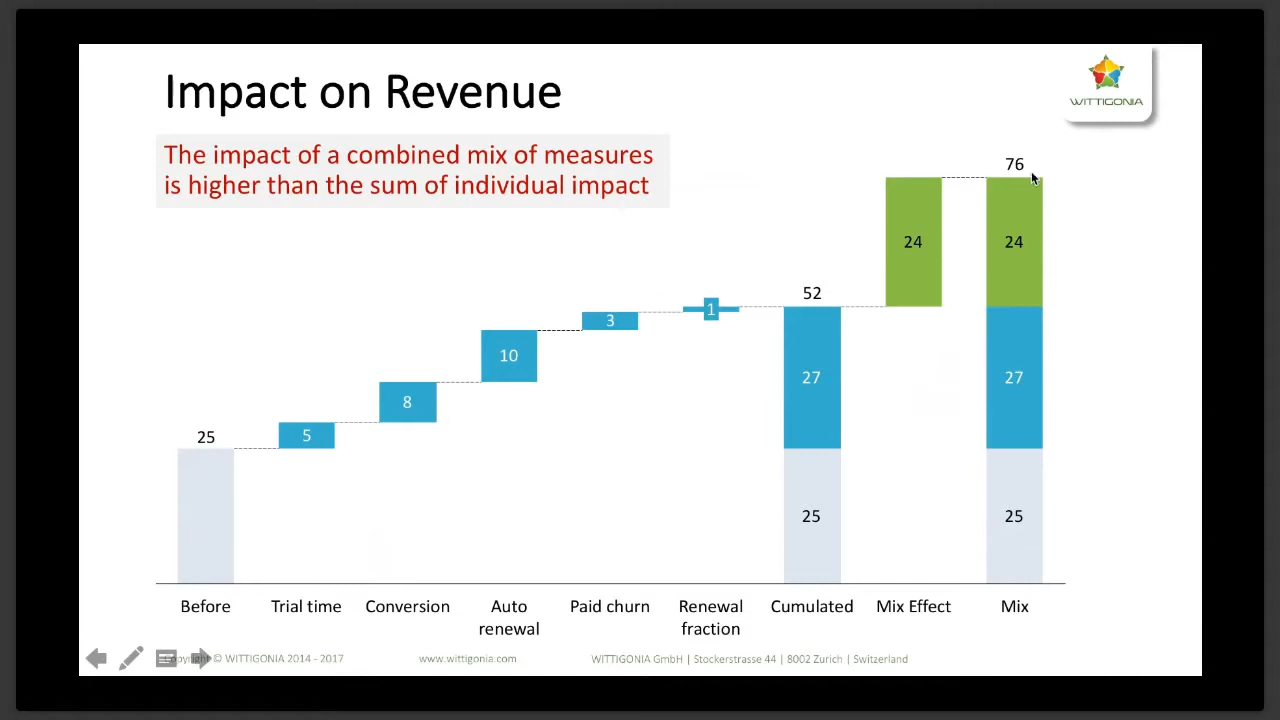 Impact on Revenue
WITTIGONIA
The impact of a combined mix of measures
is higher than the sum of individual impact
76
24
24
52
1
3
10
27
27
8
25
5
25
25
Before
Trial time
Conversion
Auto
renewal
Paid churn
Renewal
fraction
Cumulated
Mix Effect
Mix
Copyright © WITTIGONIA 2014 - 2017
www.wittigonia.com
WITTIGONIA GmbH | Stockerstrasse 44 | 8002 Zurich | Switzerland